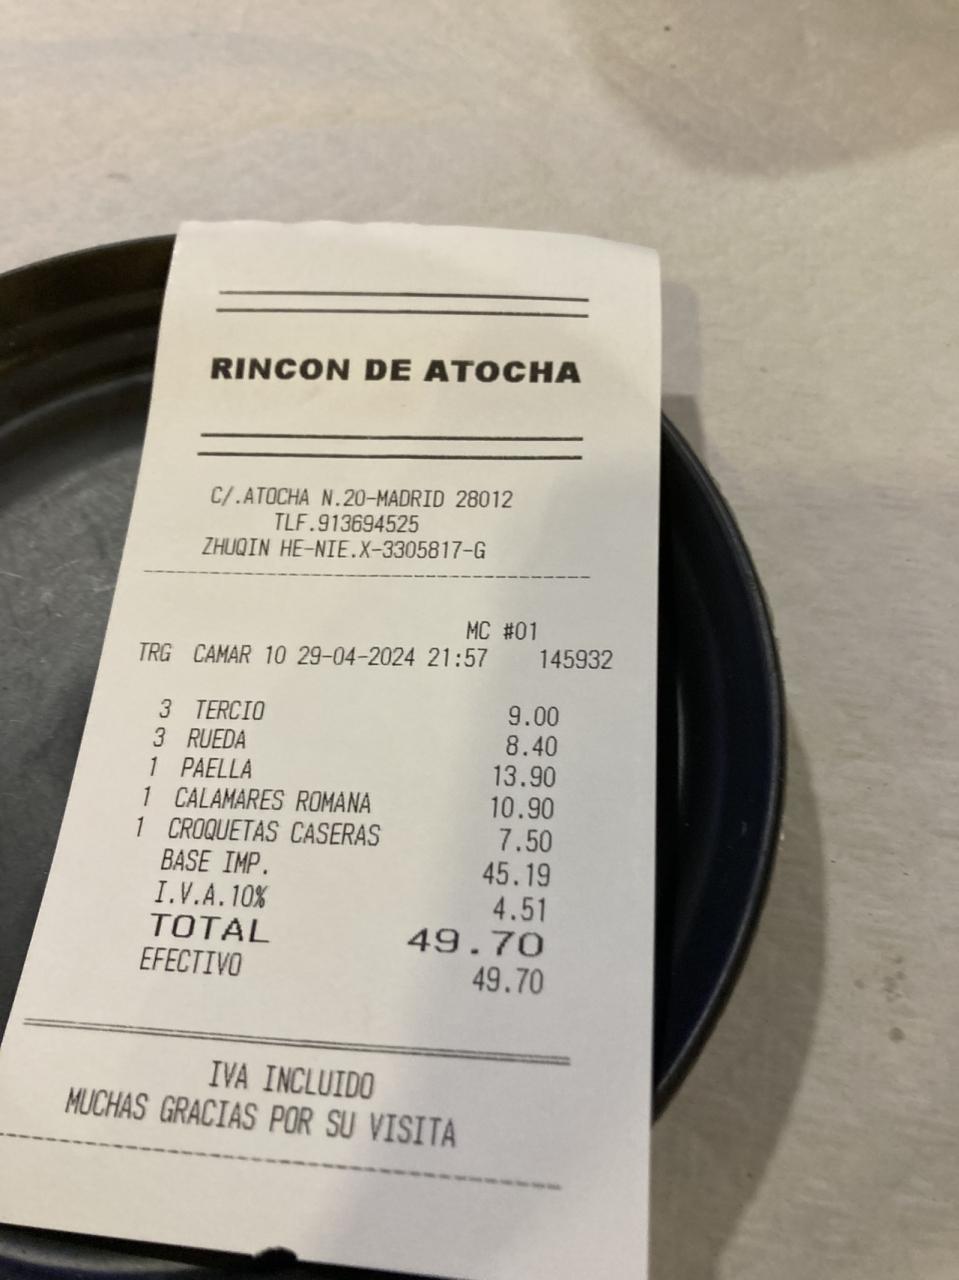 RINCON DE ATOCHA
C/.ATOCHA N.20-MADRID 28012
TLF.913694525
ZHUQIN HE-NIE.X-3305817-G
MC #01
TRG CAMAR 10 29-04-2024 21:57 145932
3 TERCIO 9.00
3 RUEDA 8.40
1 PAELLA 13.90
1 CALAMARES ROMANA 10.90
1 CROQUETAS CASERAS 7.50
BASE IMP. 45.19
I.V.A.10% 4.51
TOTAL 49.70
EFECTIVO 49.70
IVA INCLUIDO
MUCHAS GRACIAS POR SU VISITA